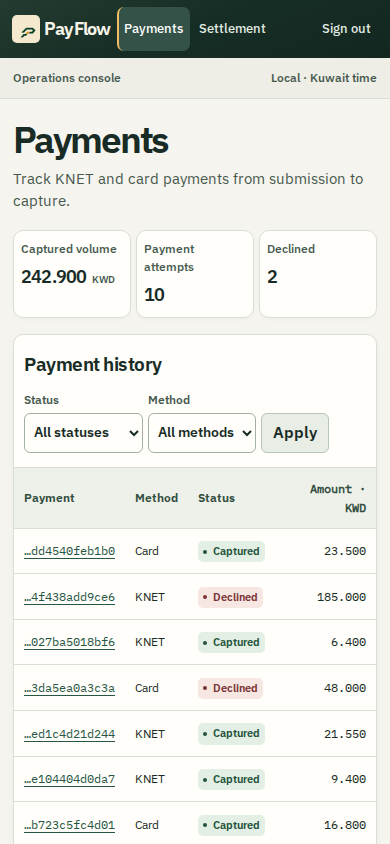 PayFlow Payments Settlement Sign out
Operations console Local · Kuwait time
Payments
Track KNET and card payments from submission to
capture.
Captured volume
242.900 KWD
Payment
attempts
10
Declined
2
Payment history
Status Method
All statuses All methods Apply
Payment Method Status Amount ·
KWD
…dd4540feb1b0 Card Captured 23.500
…4f438add9ce6 KNET Declined 185.000
…027ba5018bf6 KNET Captured 6.400
…3da5ea0a3c3a Card Declined 48.000
…ed1c4d21d244 KNET Captured 21.550
…e104404d0da7 KNET Captured 9.400
…b723c5fc4d01 Card Captured 16.800